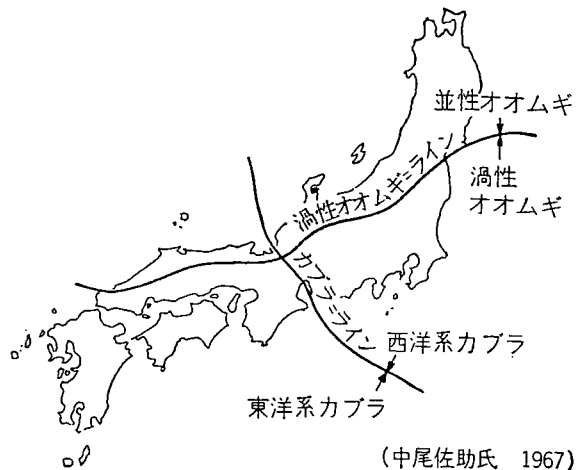 並性オオムギ
渦性オオムギ=ライン
渦性
オオムギ
カブラ=ライン
西洋系カブラ
東洋系カブラ
(中尾佐助氏 1967)